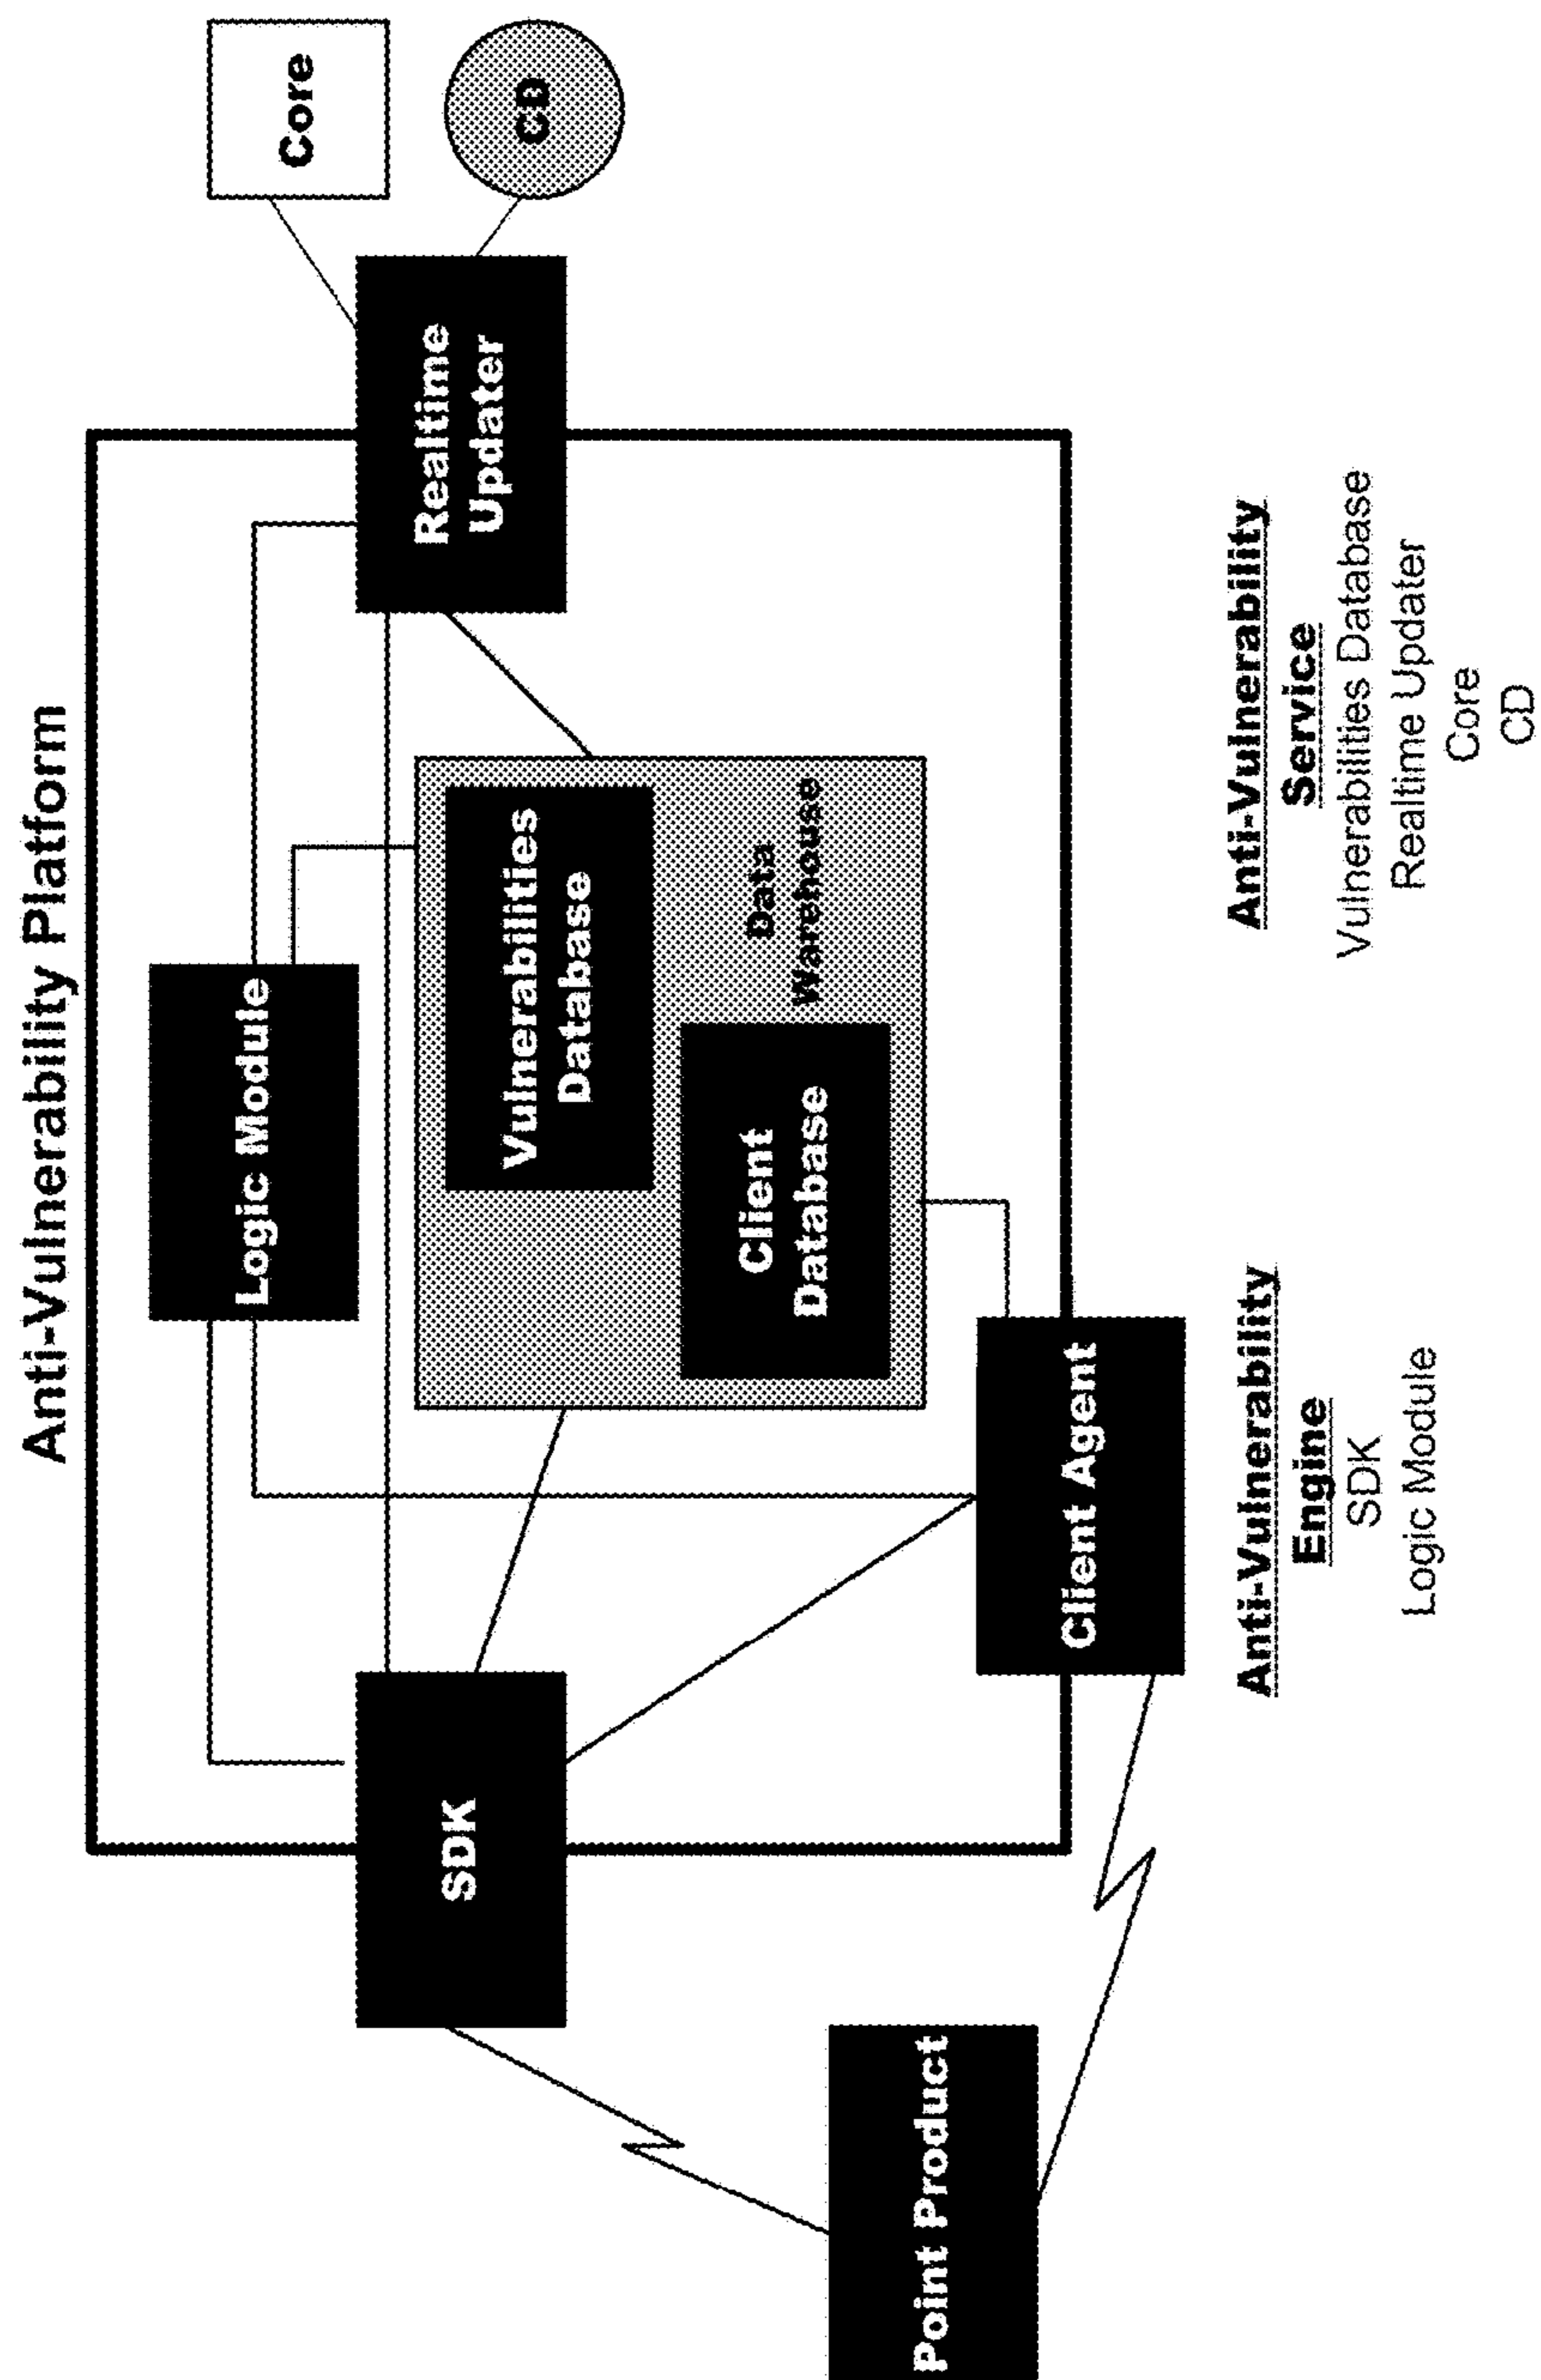 Anti-Vulnerability Platform
Core
CD
Realtime
Updater
Logic Module
Vulnerabilities
Database
Data
Warehouse
Client
Database
SDK
Client Agent
Point Product
Anti-Vulnerability
Engine
SDK
Logic Module
Anti-Vulnerability
Service
Vulnerabilities Database
Realtime Updater
Core
CD